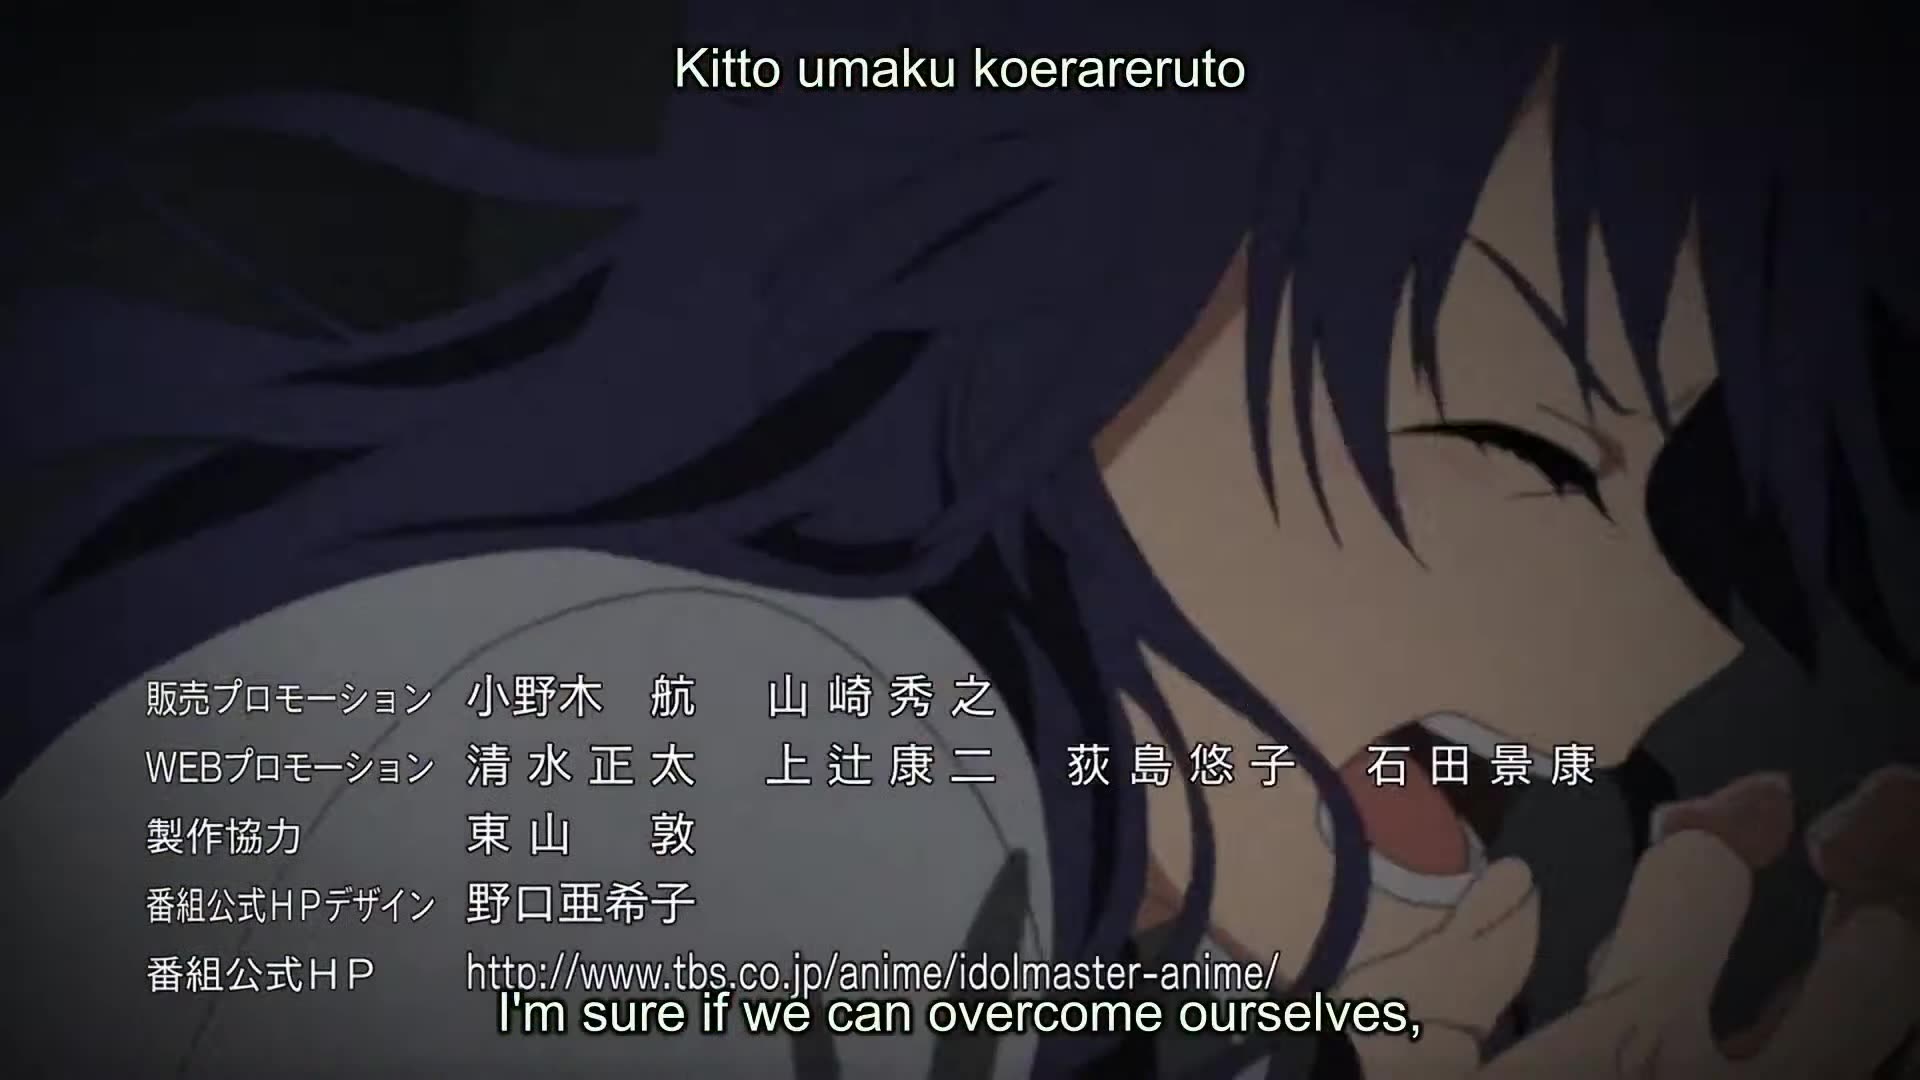 Kitto umaku koerareruto
販売プロモーション 小野木 航 山崎秀之
WEBプロモーション 清水正太 上辻康二 荻島悠子 石田景康
製作協力 東山 敦
番組公式HPデザイン 野口亜希子
番組公式HP http://www.tbs.co.jp/anime/idolmaster-anime/
I'm sure if we can overcome ourselves,